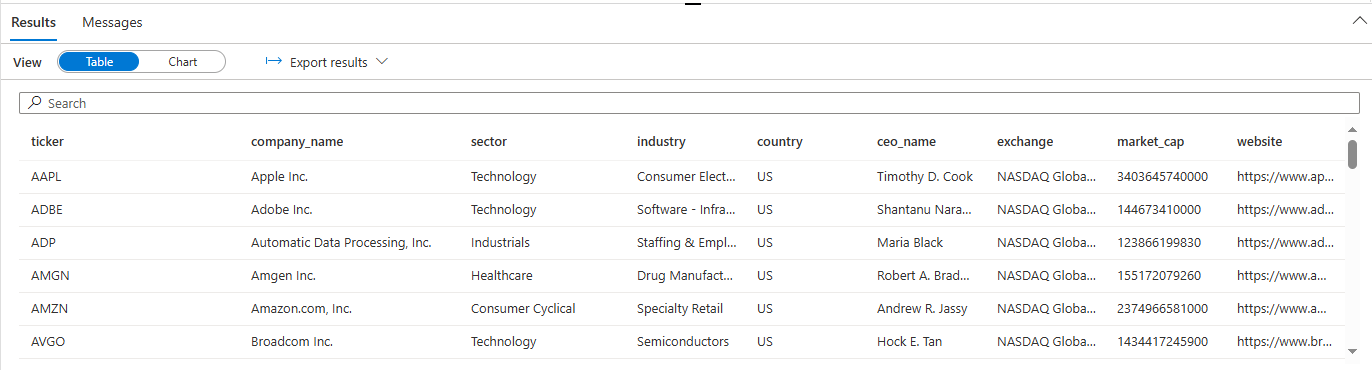 Results Messages
View Table Chart Export results
Search
ticker company_name sector industry country ceo_name exchange market_cap website
AAPL Apple Inc. Technology Consumer Elect... US Timothy D. Cook NASDAQ Globa... 3403645740000 https://www.ap...
ADBE Adobe Inc. Technology Software - Infra... US Shantanu Nara... NASDAQ Globa... 144673410000 https://www.ad...
ADP Automatic Data Processing, Inc. Industrials Staffing & Empl... US Maria Black NASDAQ Globa... 123866199830 https://www.ad...
AMGN Amgen Inc. Healthcare Drug Manufact... US Robert A. Brad... NASDAQ Globa... 155172079260 https://www.a...
AMZN Amazon.com, Inc. Consumer Cyclical Specialty Retail US Andrew R. Jassy NASDAQ Globa... 2374966581000 https://www.a...
AVGO Broadcom Inc. Technology Semiconductors US Hock E. Tan NASDAQ Globa... 1434417245900 https://www.br...